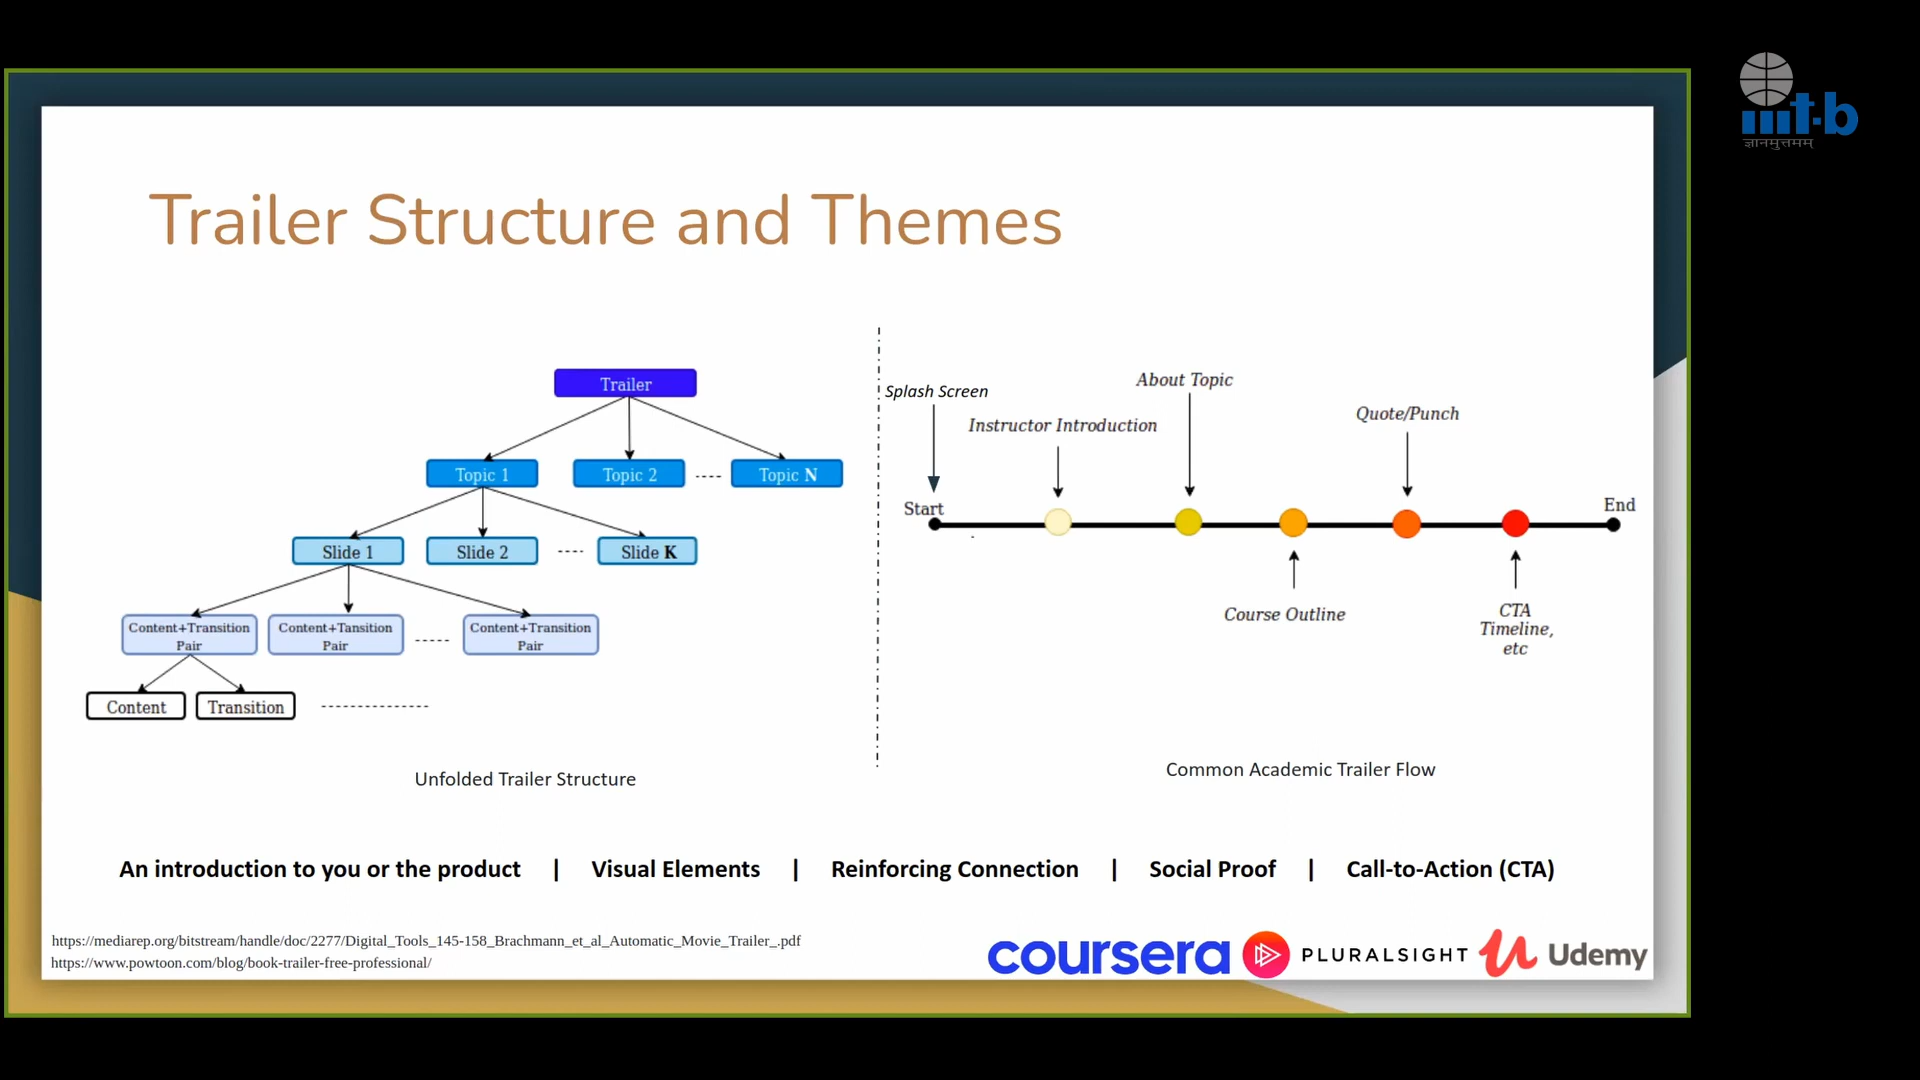 iiit-b
ज्ञानमुत्तमम्
Trailer Structure and Themes
Trailer
Topic 1
Topic 2
Topic N
Slide 1
Slide 2
Slide K
Content+Transition
Pair
Content+Tansition
Pair
Content+Transition
Pair
Content
Transition
Unfolded Trailer Structure
Splash Screen
Instructor Introduction
About Topic
Quote/Punch
Start
End
Course Outline
CTA
Timeline,
etc
Common Academic Trailer Flow
An introduction to you or the product | Visual Elements | Reinforcing Connection | Social Proof | Call-to-Action (CTA)
https://mediarep.org/bitstream/handle/doc/2277/Digital_Tools_145-158_Brachmann_et_al_Automatic_Movie_Trailer_.pdf
https://www.powtoon.com/blog/book-trailer-free-professional/
coursera
PLURALSIGHT
Udemy